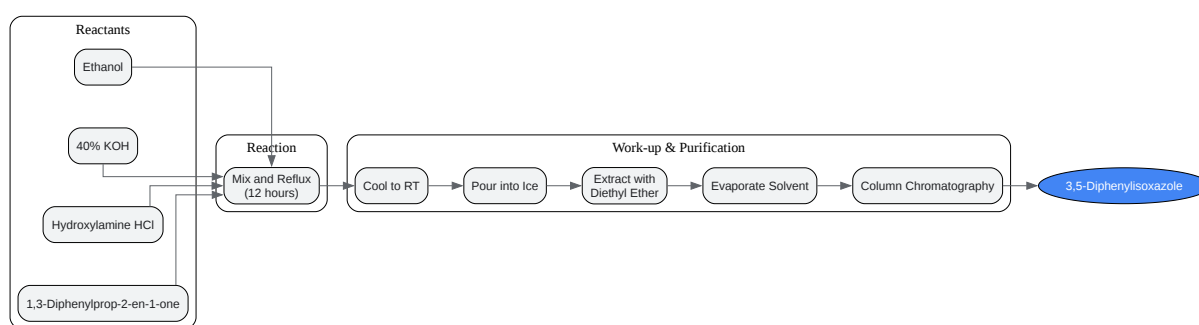 Reactants
Ethanol
40% KOH
Hydroxylamine HCl
1,3-Diphenylprop-2-en-1-one
Reaction
Mix and Reflux
(12 hours)
Work-up & Purification
Cool to RT
Pour into Ice
Extract with
Diethyl Ether
Evaporate Solvent
Column Chromatography
3,5-Diphenylisoxazole